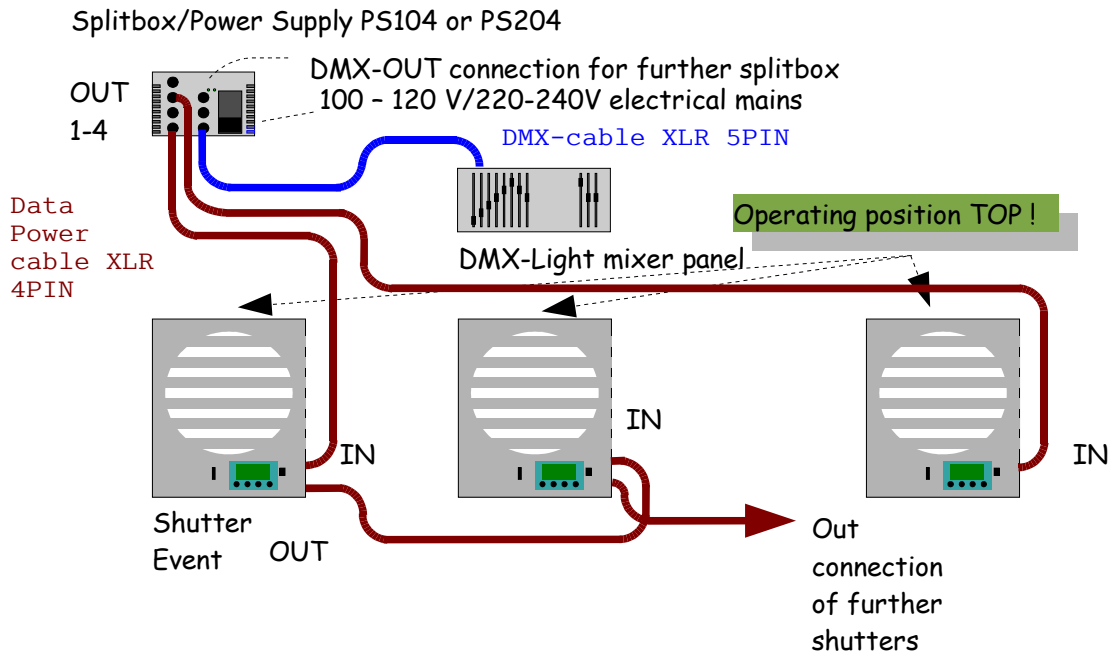 Splitbox/Power Supply PS104 or PS204
DMX-OUT connection for further splitbox
100 – 120 V/220-240V electrical mains
OUT
1-4
DMX-cable XLR 5PIN
Data
Power
cable XLR
4PIN
Operating position TOP !
DMX-Light mixer panel
IN
IN
IN
Shutter
Event
OUT
Out
connection
of further
shutters